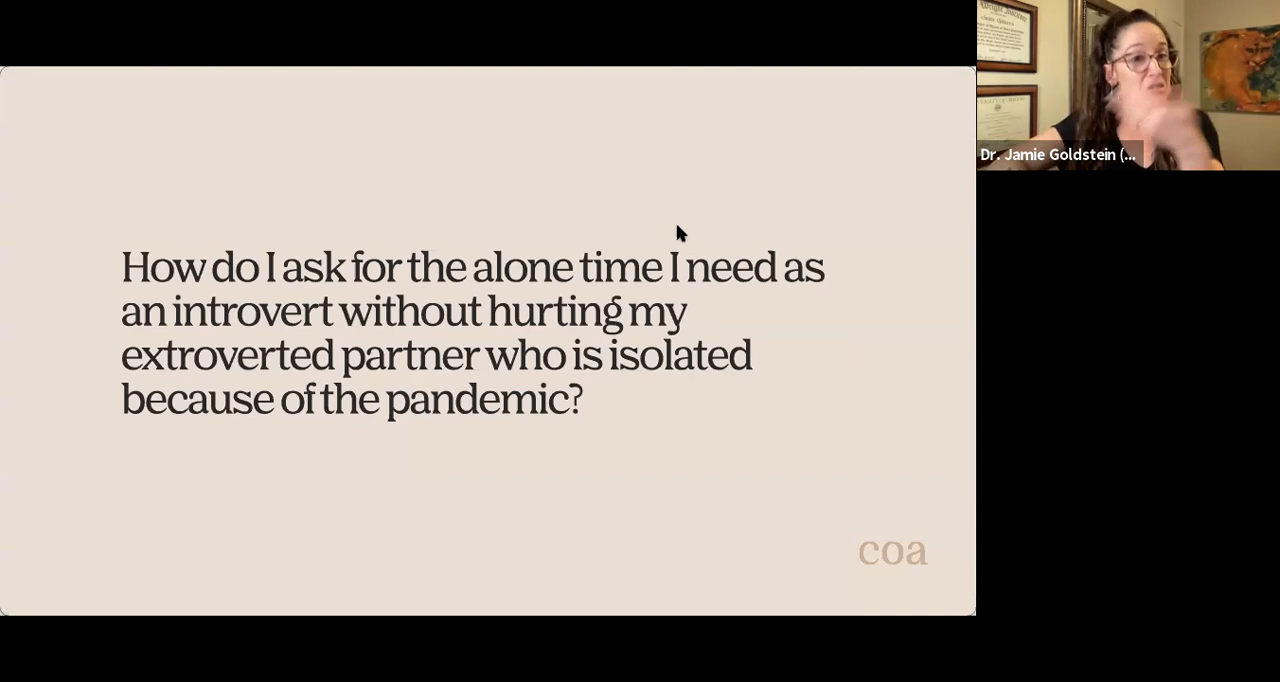 How do I ask for the alone time I need as
an introvert without hurting my
extroverted partner who is isolated
because of the pandemic?
coa
Dr. Jamie Goldstein (...